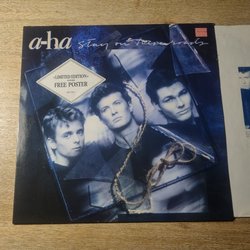 a-ha
stay on these roads
LIMITED EDITION
FREE POSTER